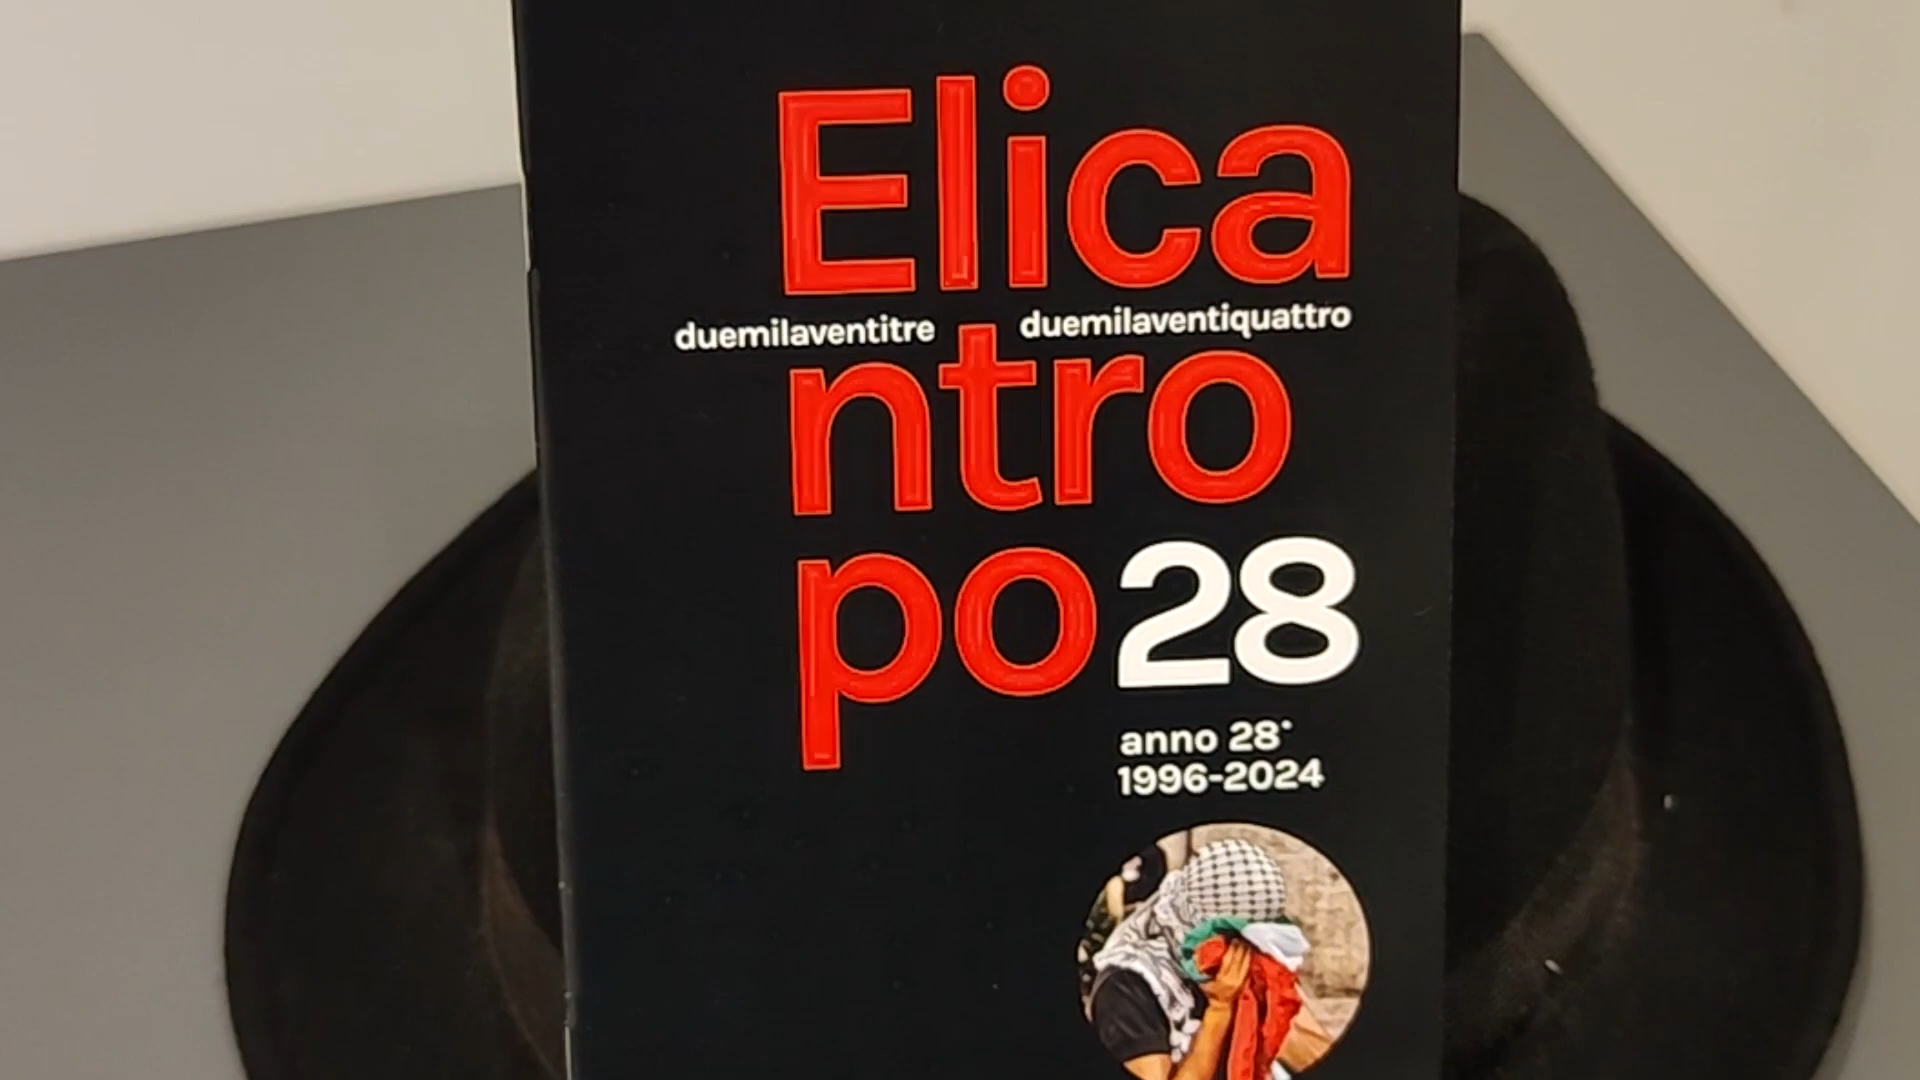 Elica
duemilaventitre duemilaventiquattro
ntro
po28
anno 28°
1996-2024